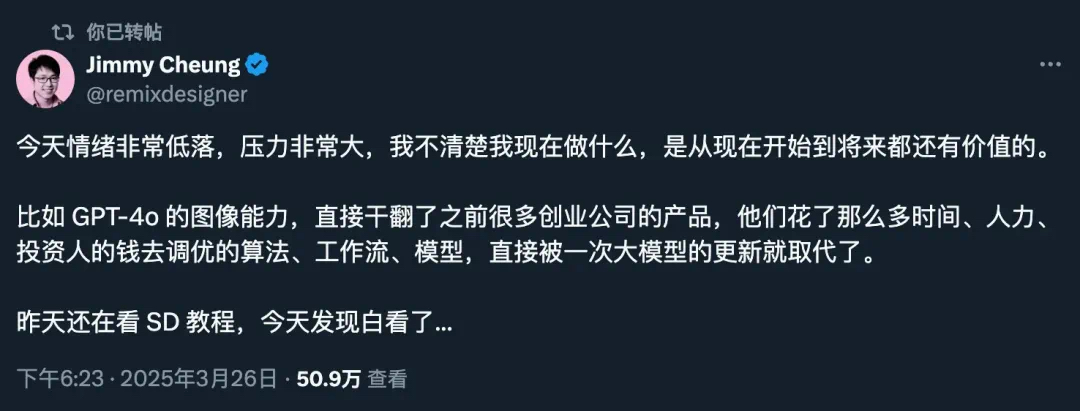 你已转帖
Jimmy Cheung
@remixdesigner
今天情绪非常低落，压力非常大，我不清楚我现在做什么，是从现在开始到将来都还有价值的。
比如 GPT-4o 的图像能力，直接干翻了之前很多创业公司的产品，他们花了那么多时间、人力、
投资人的钱去调优的算法、工作流、模型，直接被一次大模型的更新就取代了。
昨天还在看 SD 教程，今天发现白看了...
下午6:23 · 2025年3月26日 · 50.9万 查看